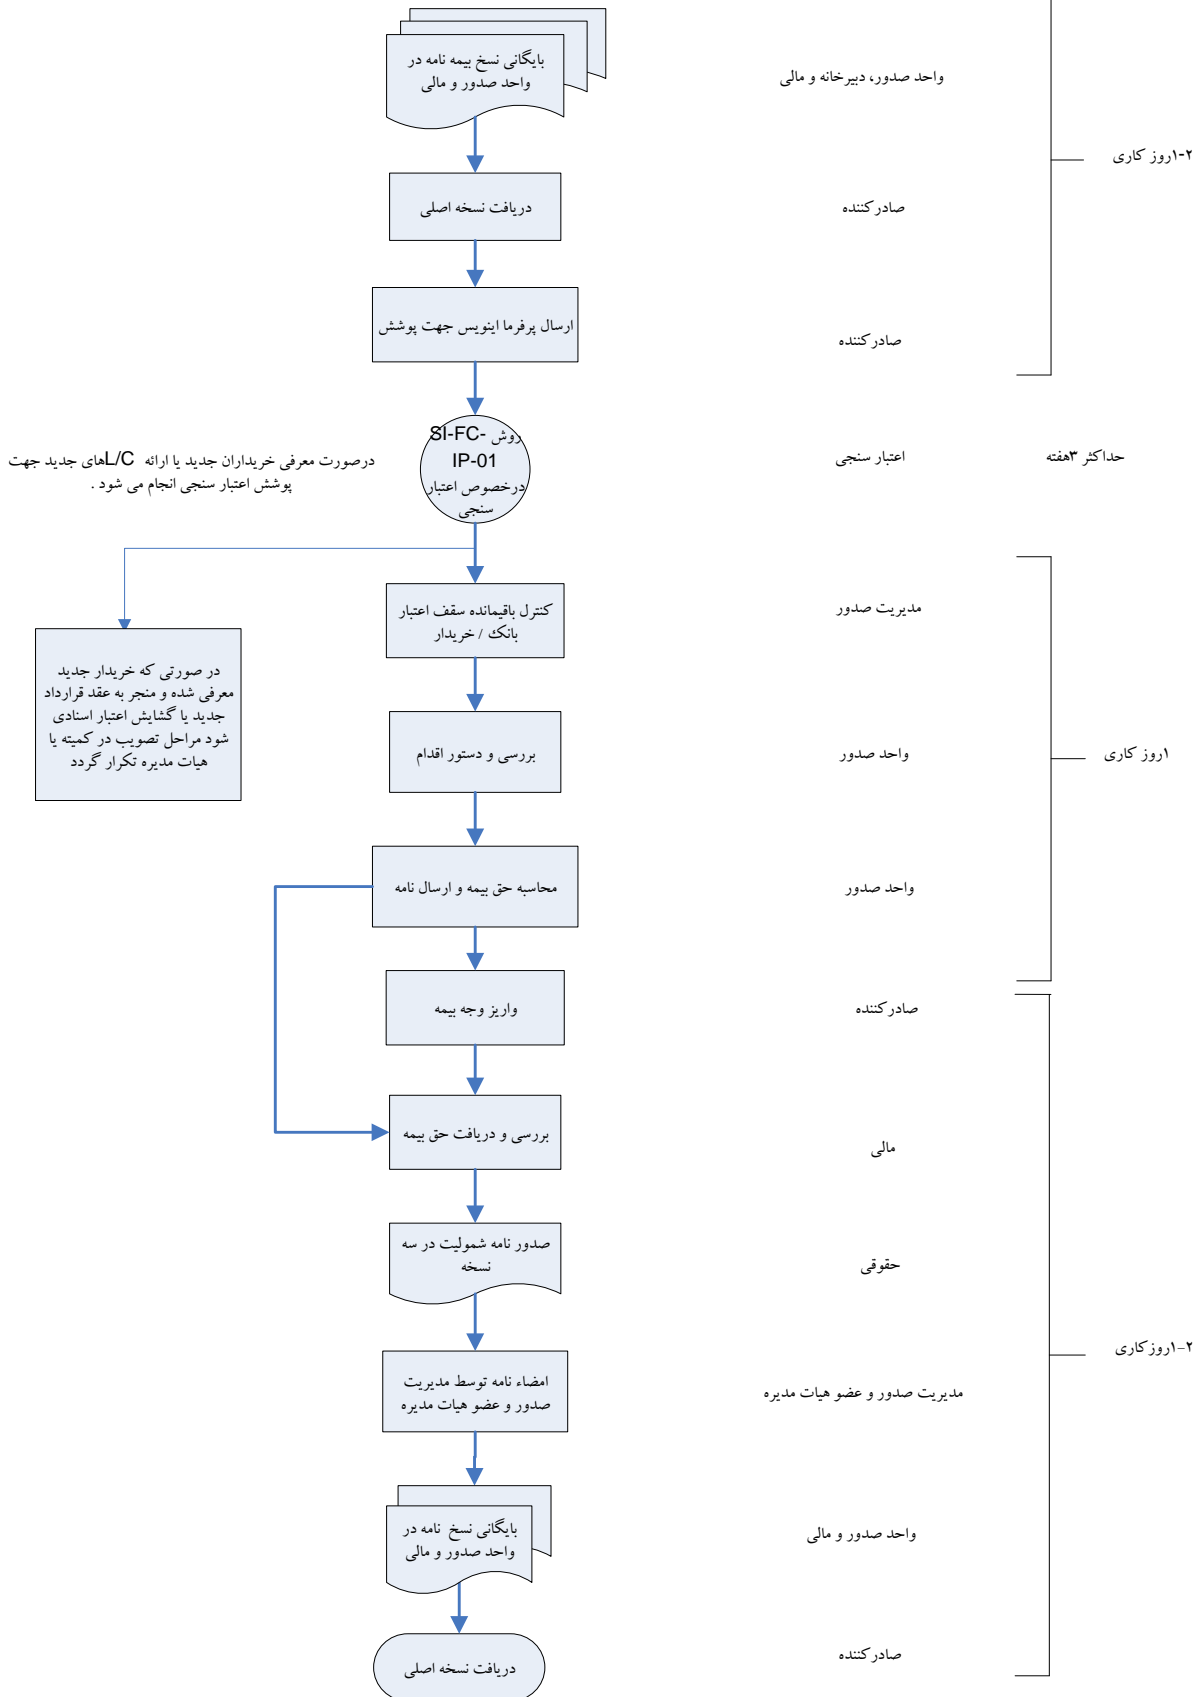 بایگانی نسخ بیمه نامه در
واحد صدور و مالی
واحد صدور، دبیرخانه و مالی
۱-۲روز کاری
دریافت نسخه اصلی
صادرکننده
ارسال پرفرما اینویس جهت پوشش
صادرکننده
روش SI-FC-
IP-01
درخصوص اعتبار
سنجی
درصورت معرفی خریداران جدید یا ارائه L/Cهای جدید جهت
پوشش اعتبار سنجی انجام می شود .
اعتبار سنجی
حداکثر ۳هفته
کنترل باقیمانده سقف اعتبار
بانک / خریدار
مدیریت صدور
در صورتی که خریدار جدید
معرفی شده و منجر به عقد قرارداد
جدید یا گشایش اعتبار اسنادی
شود مراحل تصویب در کمیته یا
هیات مدیره تکرار گردد
بررسی و دستور اقدام
واحد صدور
۱روز کاری
محاسبه حق بیمه و ارسال نامه
واحد صدور
واریز وجه بیمه
صادرکننده
بررسی و دریافت حق بیمه
مالی
صدور نامه شمولیت در سه
نسخه
حقوقی
۱-۲روزکاری
امضاء نامه توسط مدیریت
صدور و عضو هیات مدیره
مدیریت صدور و عضو هیات مدیره
بایگانی نسخ نامه در
واحد صدور و مالی
واحد صدور و مالی
دریافت نسخه اصلی
صادرکننده